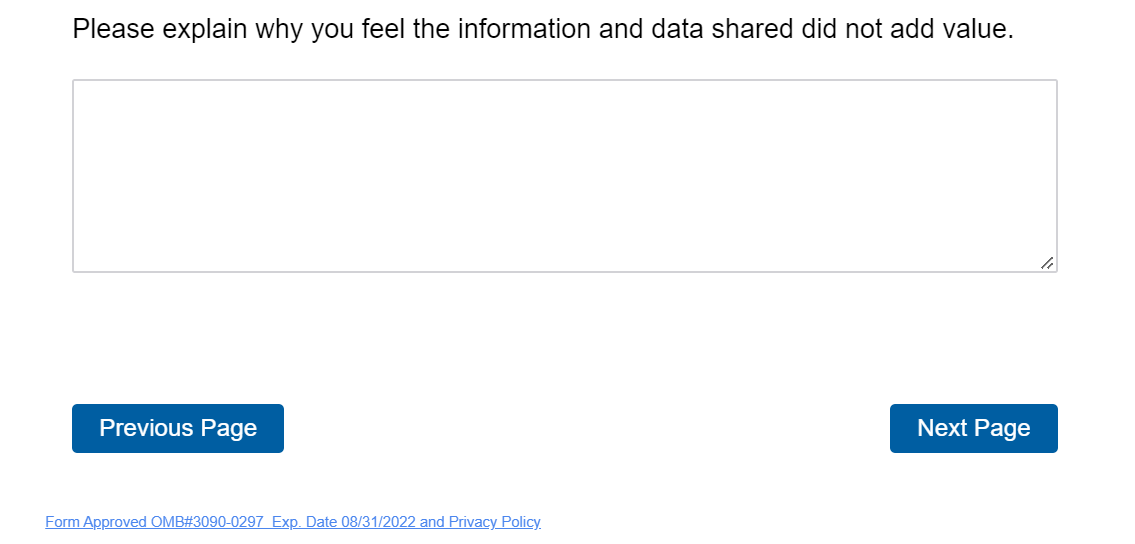 Please explain why you feel the information and data shared did not add value.
Previous Page
Next Page
Form Approved OMB#3090-0297  Exp. Date 08/31/2022 and Privacy Policy